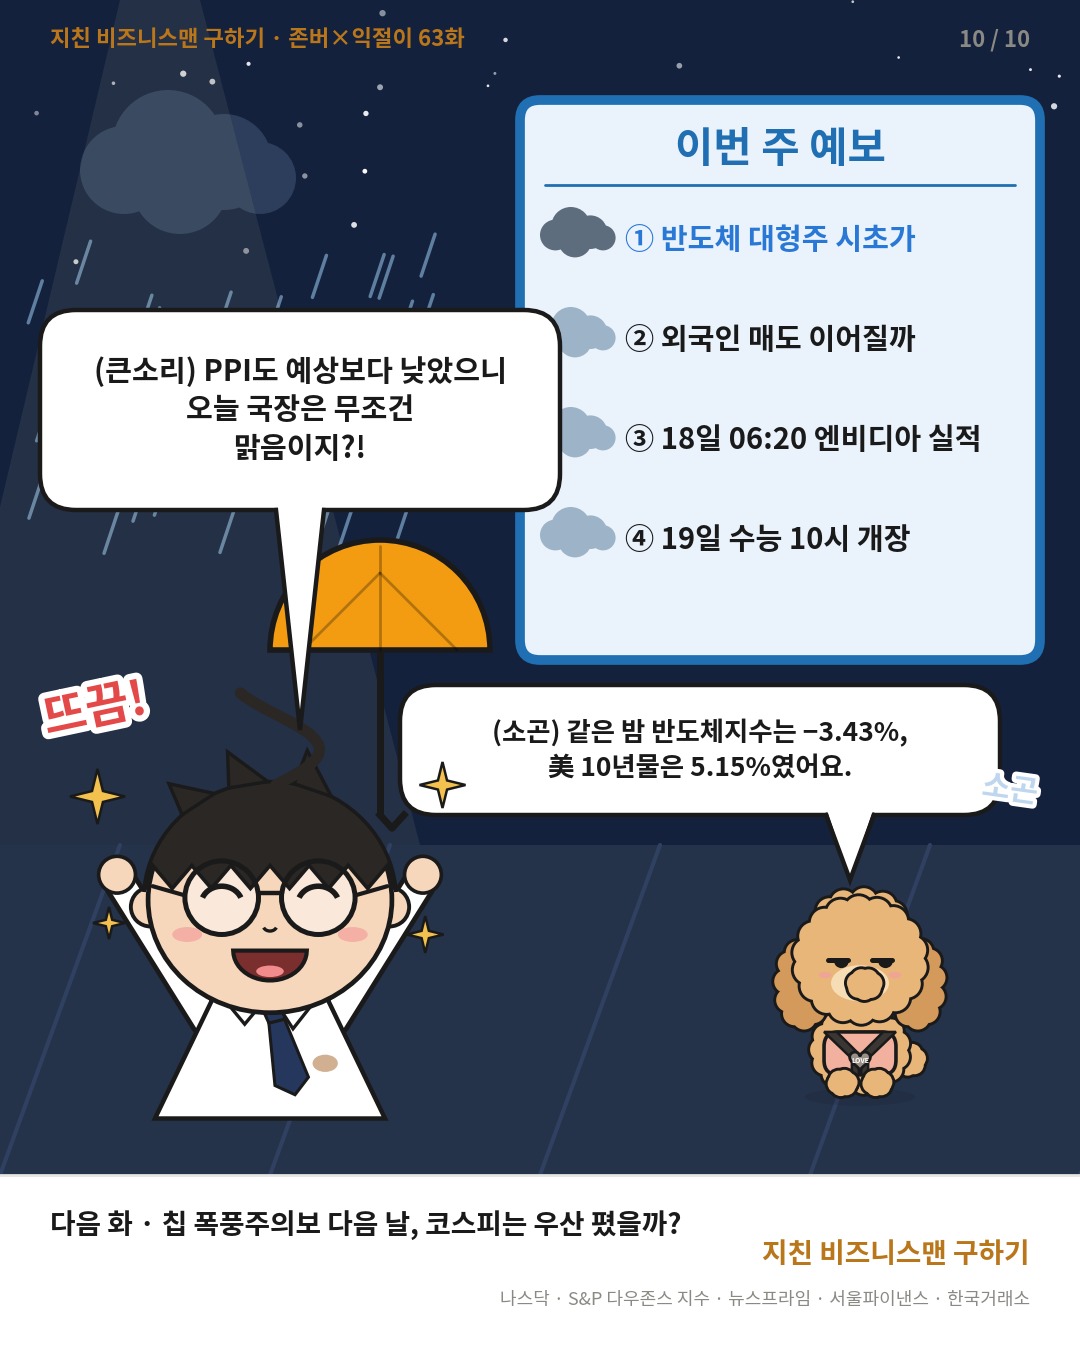 지친 비즈니스맨 구하기 · 존버×익절이 63화
10 / 10
이번 주 예보
① 반도체 대형주 시초가
② 외국인 매도 이어질까
③ 18일 06:20 엔비디아 실적
④ 19일 수능 10시 개장
(큰소리) PPI도 예상보다 낮았으니
오늘 국장은 무조건
맑음이지?!
뜨끔!
(소곤) 같은 밤 반도체지수는 −3.43%,
美 10년물은 5.15%였어요.
소곤
LOVE
다음 화 · 칩 폭풍주의보 다음 날, 코스피는 우산 폈을까?
지친 비즈니스맨 구하기
나스닥 · S&P 다우존스 지수 · 뉴스프라임 · 서울파이낸스 · 한국거래소